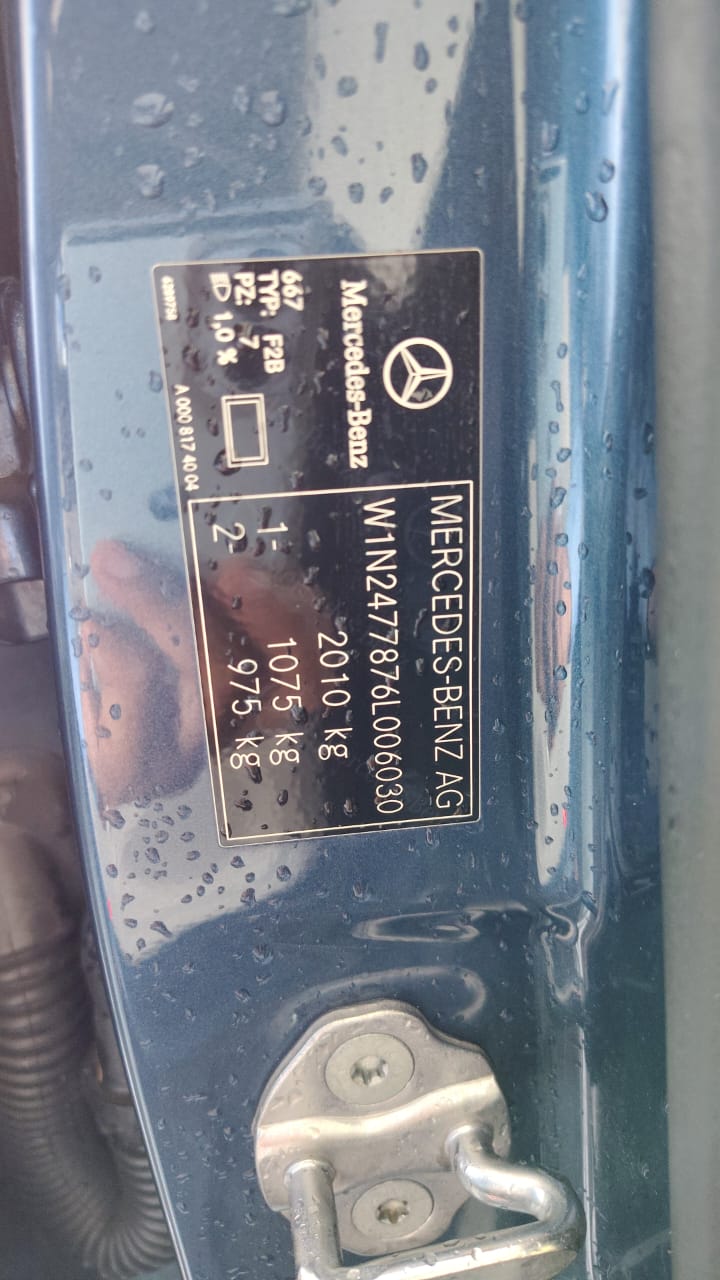 Mercedes-Benz
667
TYP: F2B
PZ: 7
1,0 %
A 000 817 40 04
MERCEDES-BENZ AG
W1N2477876L006030
2010 kg
1- 1075 kg
2- 975 kg